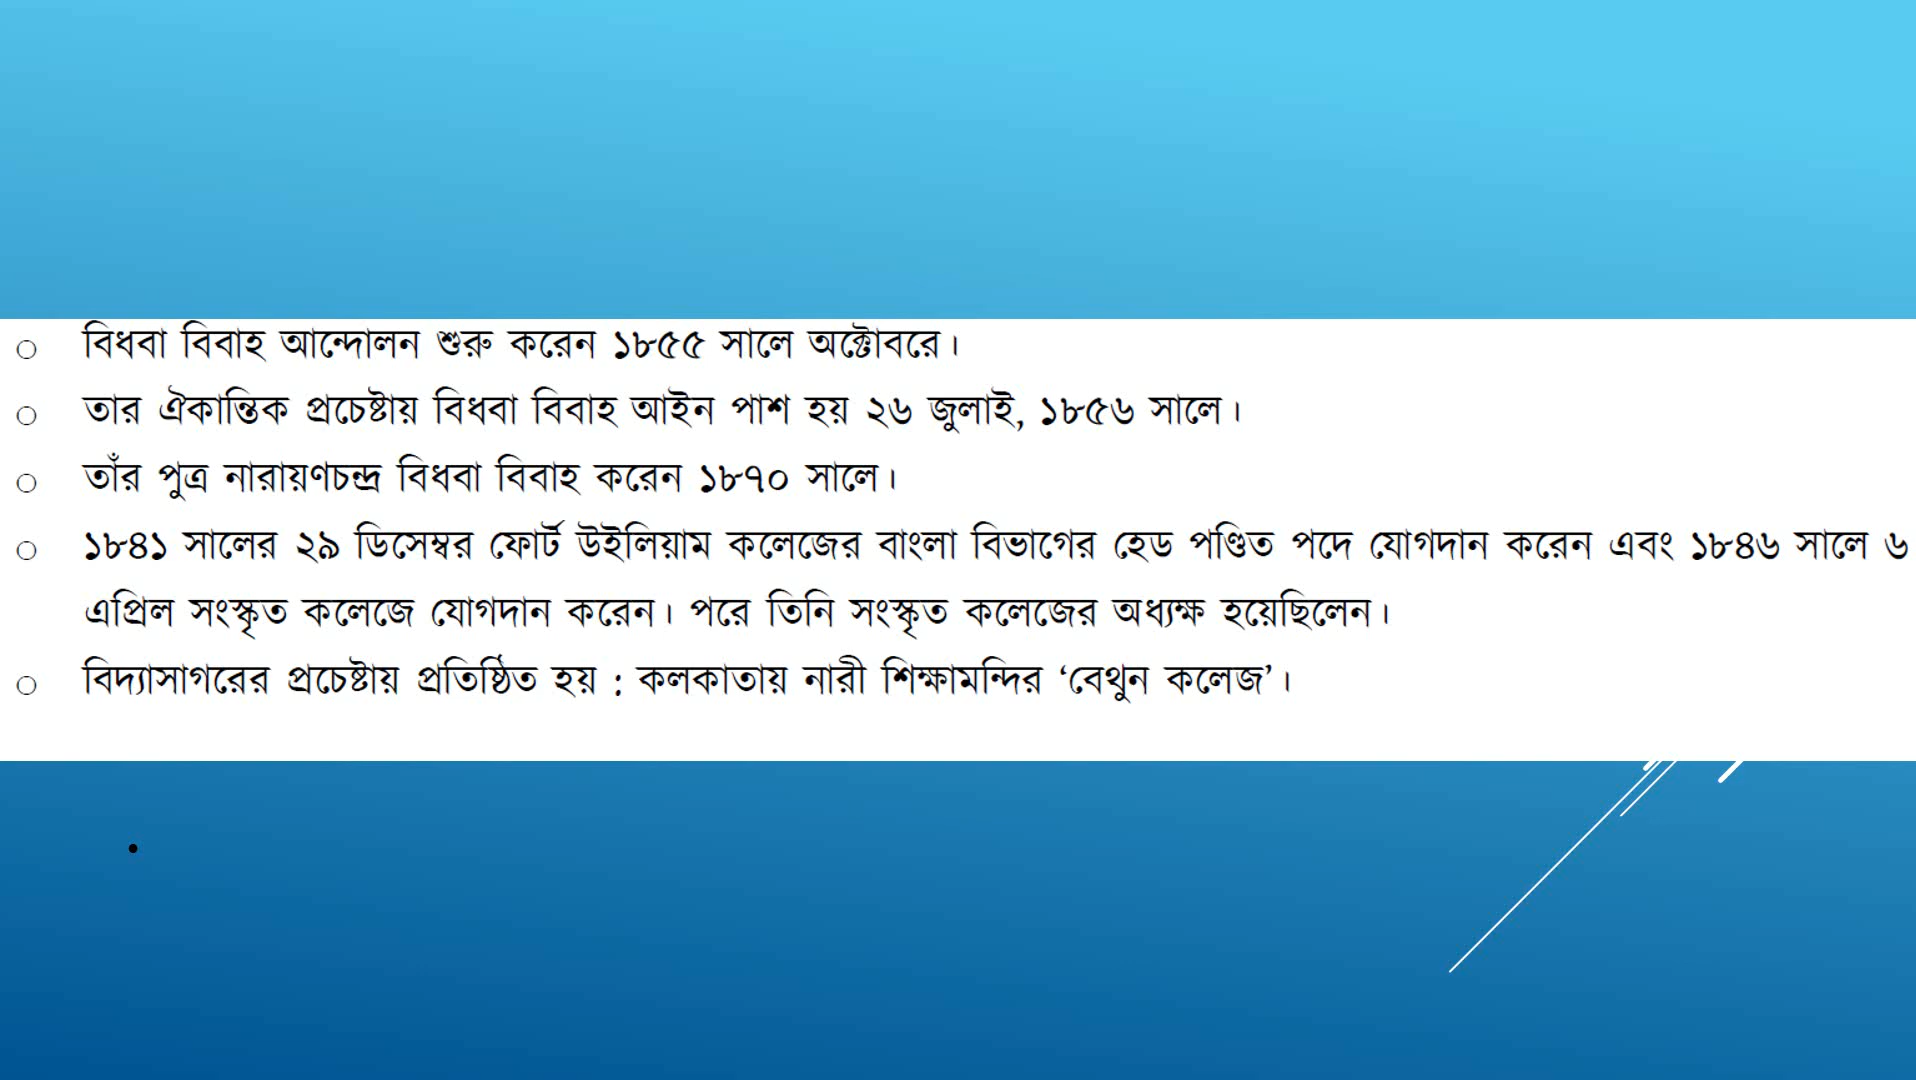 ○ বিধবা বিবাহ আন্দোলন শুরু করেন ১৮৫৫ সালে অক্টোবরে।
○ তার ঐকান্তিক প্রচেষ্টায় বিধবা বিবাহ আইন পাশ হয় ২৬ জুলাই, ১৮৫৬ সালে।
○ তাঁর পুত্র নারায়ণচন্দ্র বিধবা বিবাহ করেন ১৮৭০ সালে।
○ ১৮৪১ সালের ২৯ ডিসেম্বর ফোর্ট উইলিয়াম কলেজের বাংলা বিভাগের হেড পণ্ডিত পদে যোগদান করেন এবং ১৮৪৬ সালে ৬
এপ্রিল সংস্কৃত কলেজে যোগদান করেন। পরে তিনি সংস্কৃত কলেজের অধ্যক্ষ হয়েছিলেন।
○ বিদ্যাসাগরের প্রচেষ্টায় প্রতিষ্ঠিত হয় : কলকাতায় নারী শিক্ষামন্দির ‘বেথুন কলেজ’।